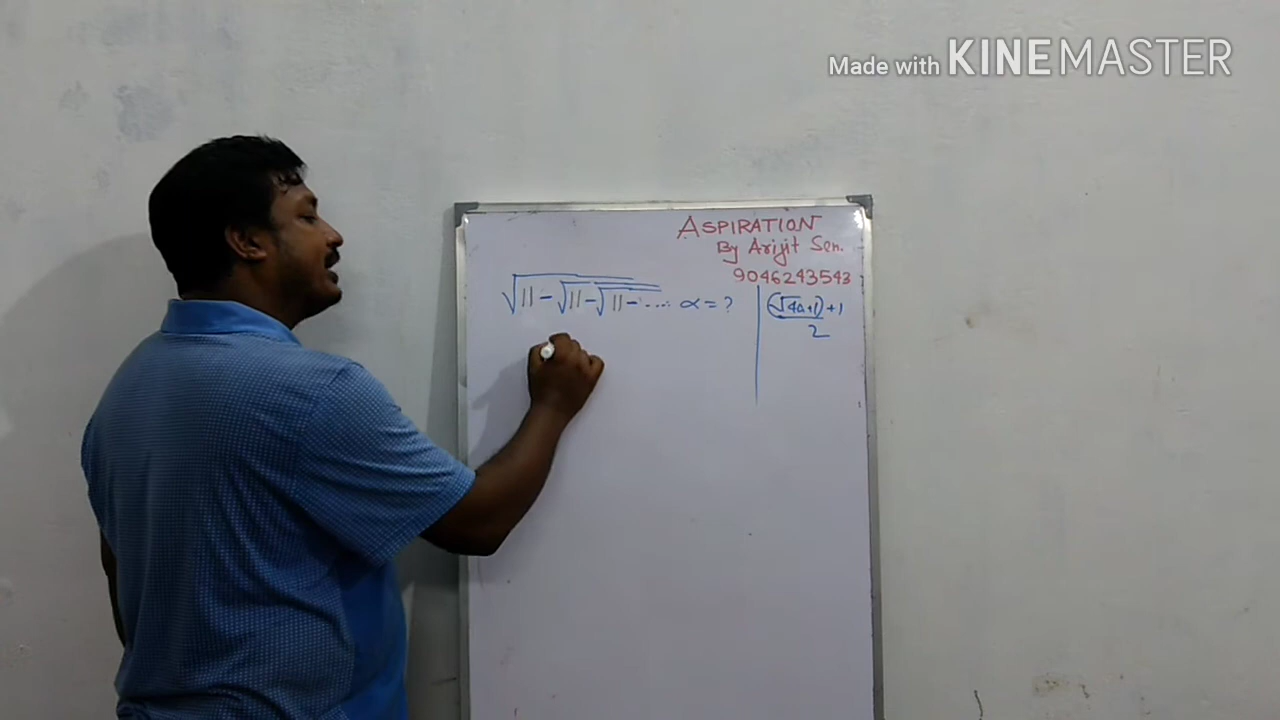 Made with KINEMASTER
ASPIRATION
By Arijit Sen.
9046243543
√11-√11-√11-.... ∝ = ?
(√4a+1)+1
2